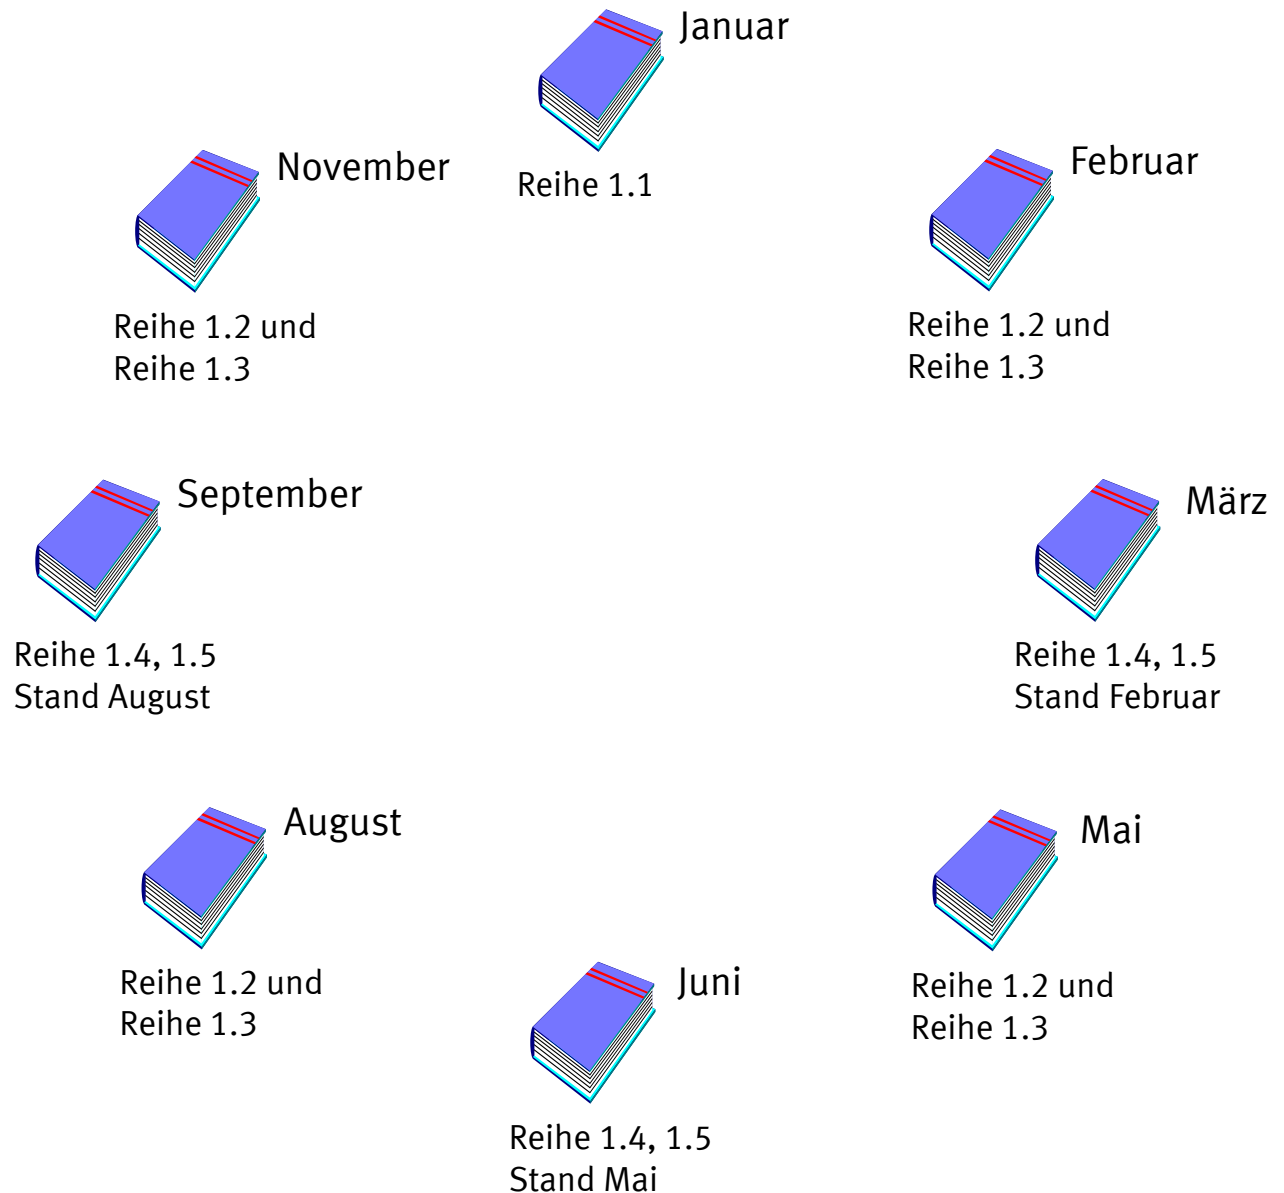 Januar
Reihe 1.1
Februar
Reihe 1.2 und
Reihe 1.3
März
Reihe 1.4, 1.5
Stand Februar
Mai
Reihe 1.2 und
Reihe 1.3
Juni
Reihe 1.4, 1.5
Stand Mai
August
Reihe 1.2 und
Reihe 1.3
September
Reihe 1.4, 1.5
Stand August
November
Reihe 1.2 und
Reihe 1.3